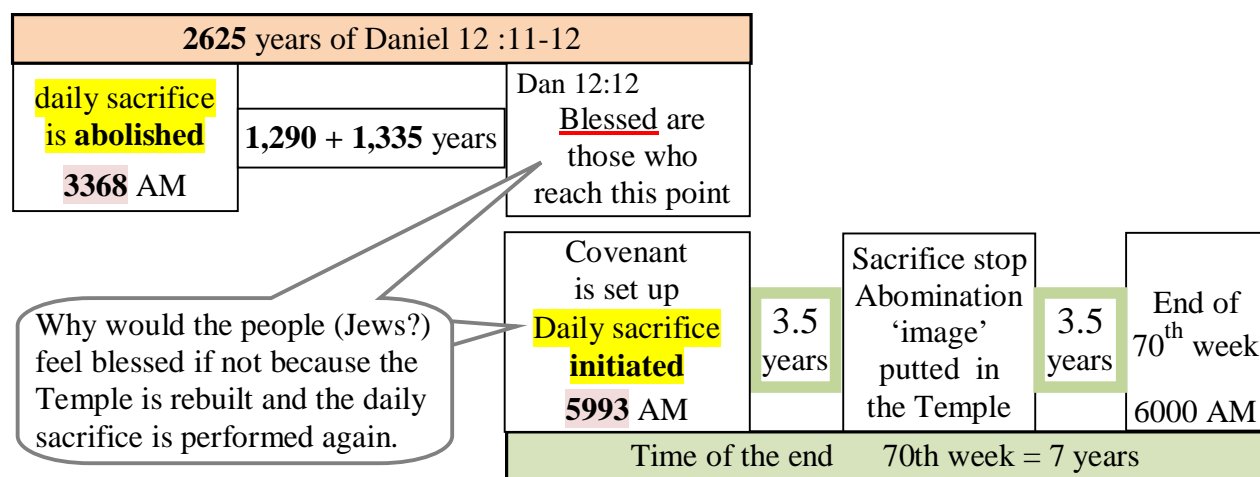 2625 years of Daniel 12 :11-12
daily sacrifice
is abolished
3368 AM
1,290 + 1,335 years
Dan 12:12
Blessed are
those who
reach this point
Why would the people (Jews?)
feel blessed if not because the
Temple is rebuilt and the daily
sacrifice is performed again.
Covenant
is set up
Daily sacrifice
initiated
5993 AM
3.5
years
Sacrifice stop
Abomination
‘image’
putted in
the Temple
3.5
years
End of
70th week
6000 AM
Time of the end 70th week = 7 years